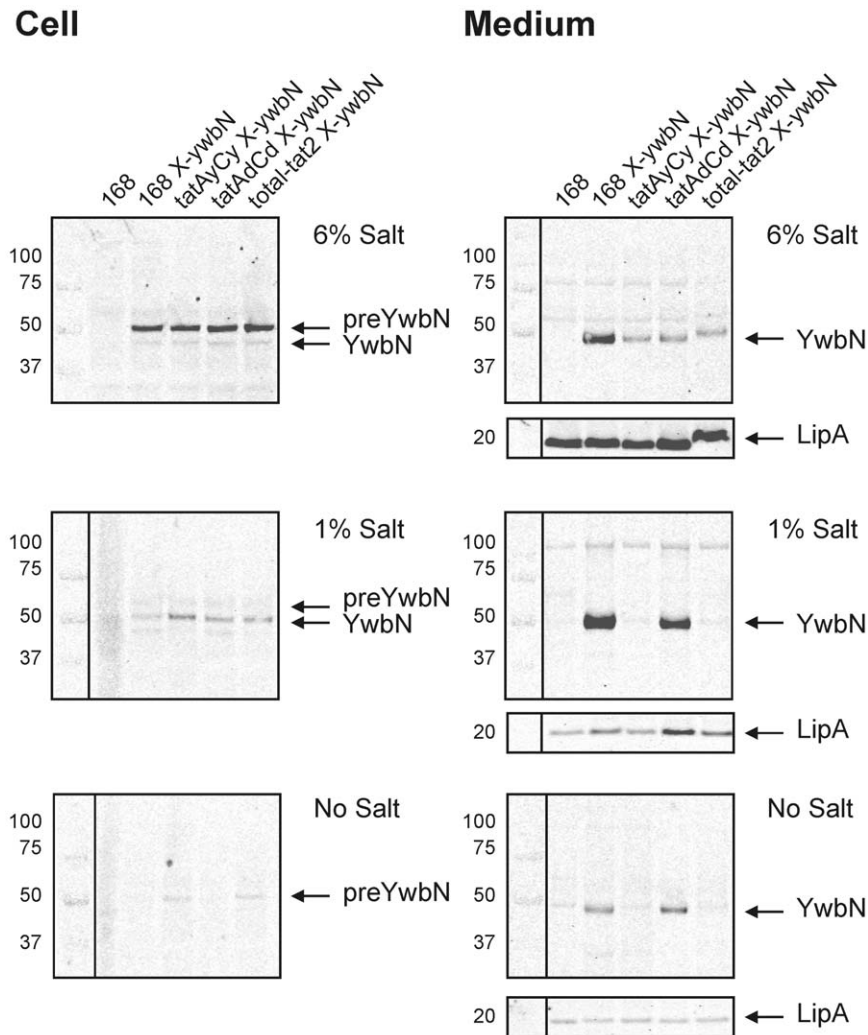 Cell
168
168 X-ywbN
tatAyCy X-ywbN
tatAdCd X-ywbN
total-tat2 X-ywbN
6% Salt
100
75
50
37
preYwbN
YwbN
1% Salt
100
75
50
37
preYwbN
YwbN
No Salt
100
75
50
37
preYwbN
Medium
168
168 X-ywbN
tatAyCy X-ywbN
tatAdCd X-ywbN
total-tat2 X-ywbN
6% Salt
100
75
50
37
YwbN
20
LipA
1% Salt
100
75
50
37
YwbN
20
LipA
No Salt
100
75
50
37
YwbN
20
LipA